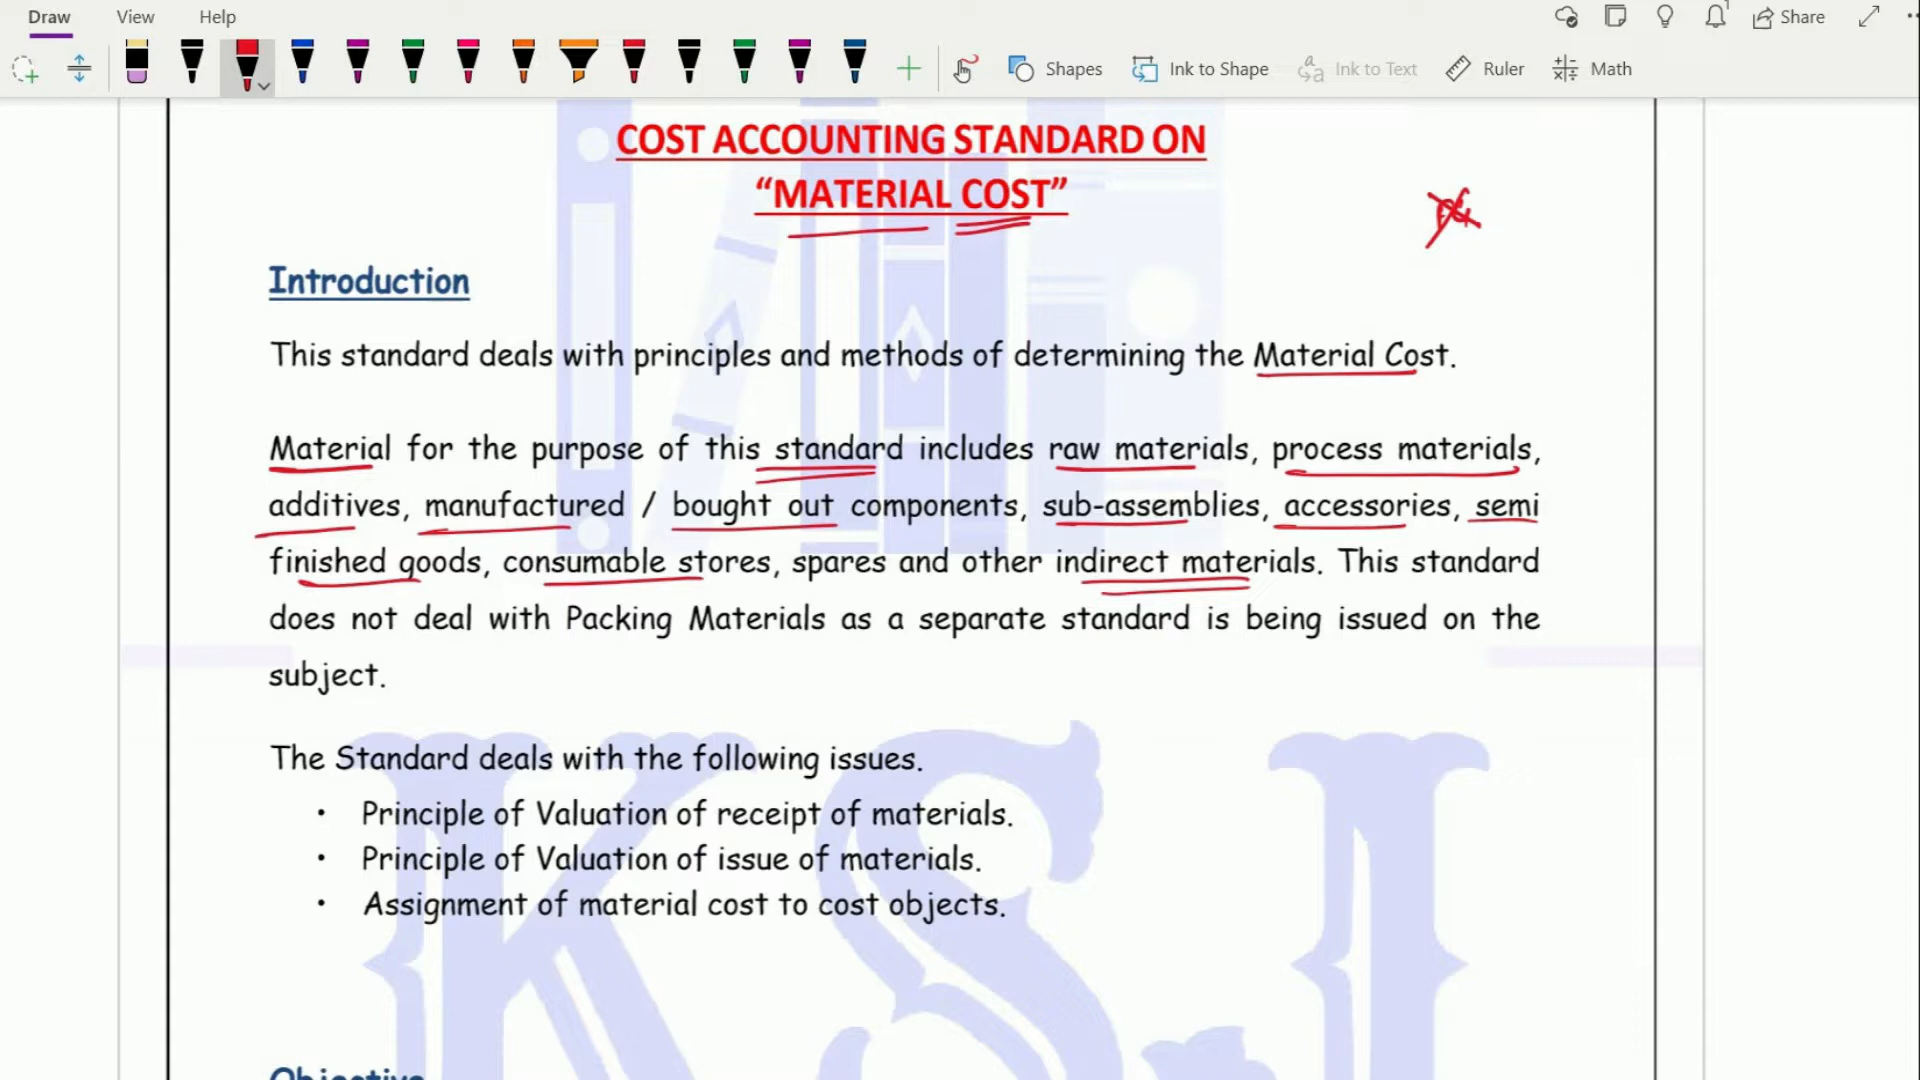 Draw View Help Share
Shapes Ink to Shape Ink to Text Ruler Math
COST ACCOUNTING STANDARD ON
“MATERIAL COST”
Introduction
This standard deals with principles and methods of determining the Material Cost.
Material for the purpose of this standard includes raw materials, process materials,
additives, manufactured / bought out components, sub-assemblies, accessories, semi
finished goods, consumable stores, spares and other indirect materials. This standard
does not deal with Packing Materials as a separate standard is being issued on the
subject.
The Standard deals with the following issues.
• Principle of Valuation of receipt of materials.
• Principle of Valuation of issue of materials.
• Assignment of material cost to cost objects.
KSJ
Objective